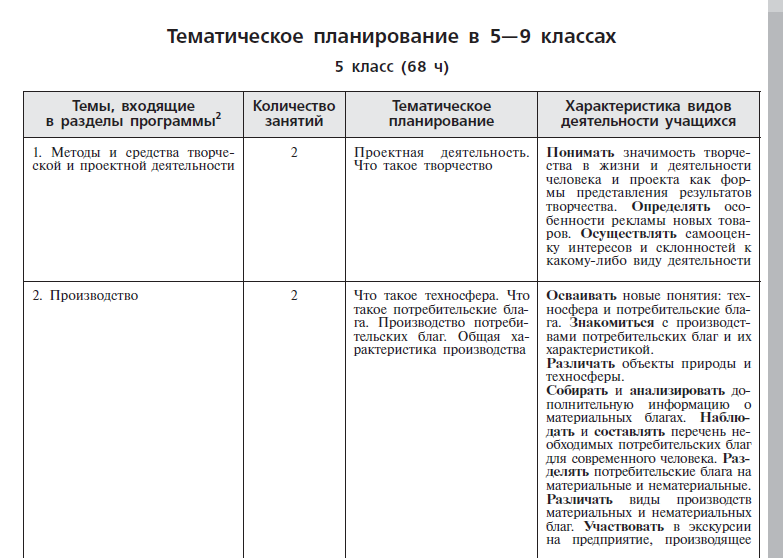 Тематическое планирование в 5—9 классах
5 класс (68 ч)
Темы, входящие
в разделы программы2
Количество
занятий
Тематическое
планирование
Характеристика видов
деятельности учащихся
1. Методы и средства творче-
ской и проектной деятельности
2
Проектная деятельность.
Что такое творчество
Понимать значимость творче-
ства в жизни и деятельности
человека и проекта как фор-
мы представления результатов
творчества. Определять осо-
бенности рекламы новых това-
ров. Осуществлять самооцен-
ку интересов и склонностей к
какому-либо виду деятельности
2. Производство
2
Что такое техносфера. Что
такое потребительские бла-
га. Производство потреби-
тельских благ. Общая ха-
рактеристика производства
Осваивать новые понятия: тех-
носфера и потребительские бла-
га. Знакомиться с производст-
вами потребительских благ и их
характеристикой.
Различать объекты природы и
техносферы.
Собирать и анализировать до-
полнительную информацию о
материальных благах. Наблю-
дать и составлять перечень не-
обходимых потребительских благ
для современного человека. Раз-
делять потребительские блага на
материальные и нематериальные.
Различать виды производств
материальных и нематериальных
благ. Участвовать в экскурсии
на предприятие, производящее